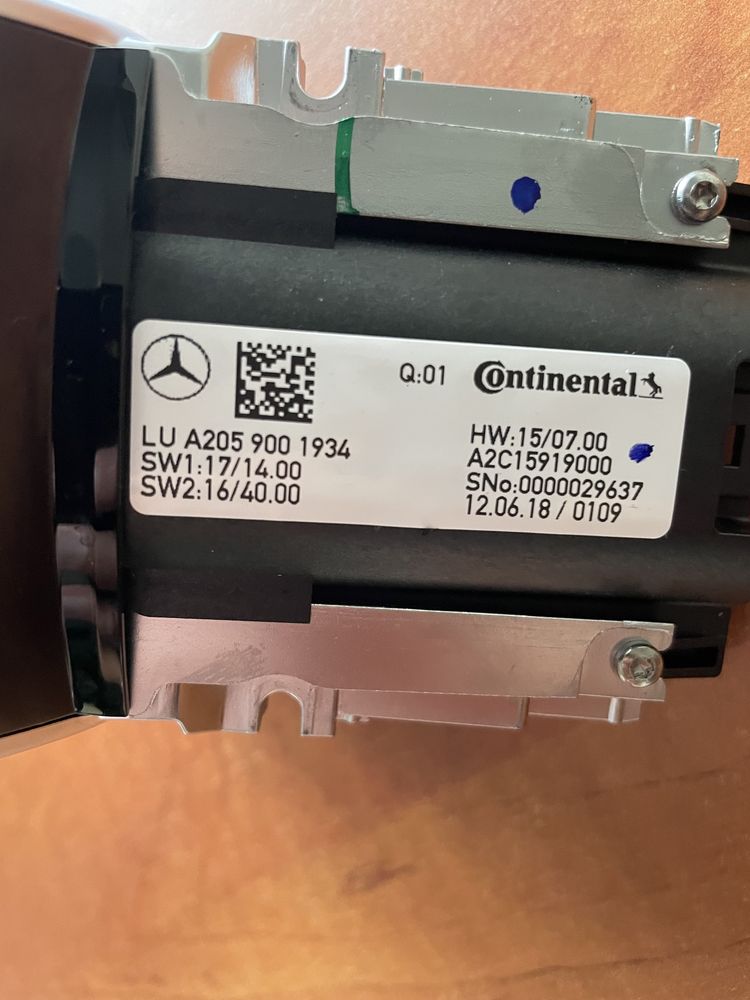 Q:01
Continental
LU A205 900 1934
SW1:17/14.00
SW2:16/40.00
HW:15/07.00
A2C15919000
SNo:0000029637
12.06.18 / 0109